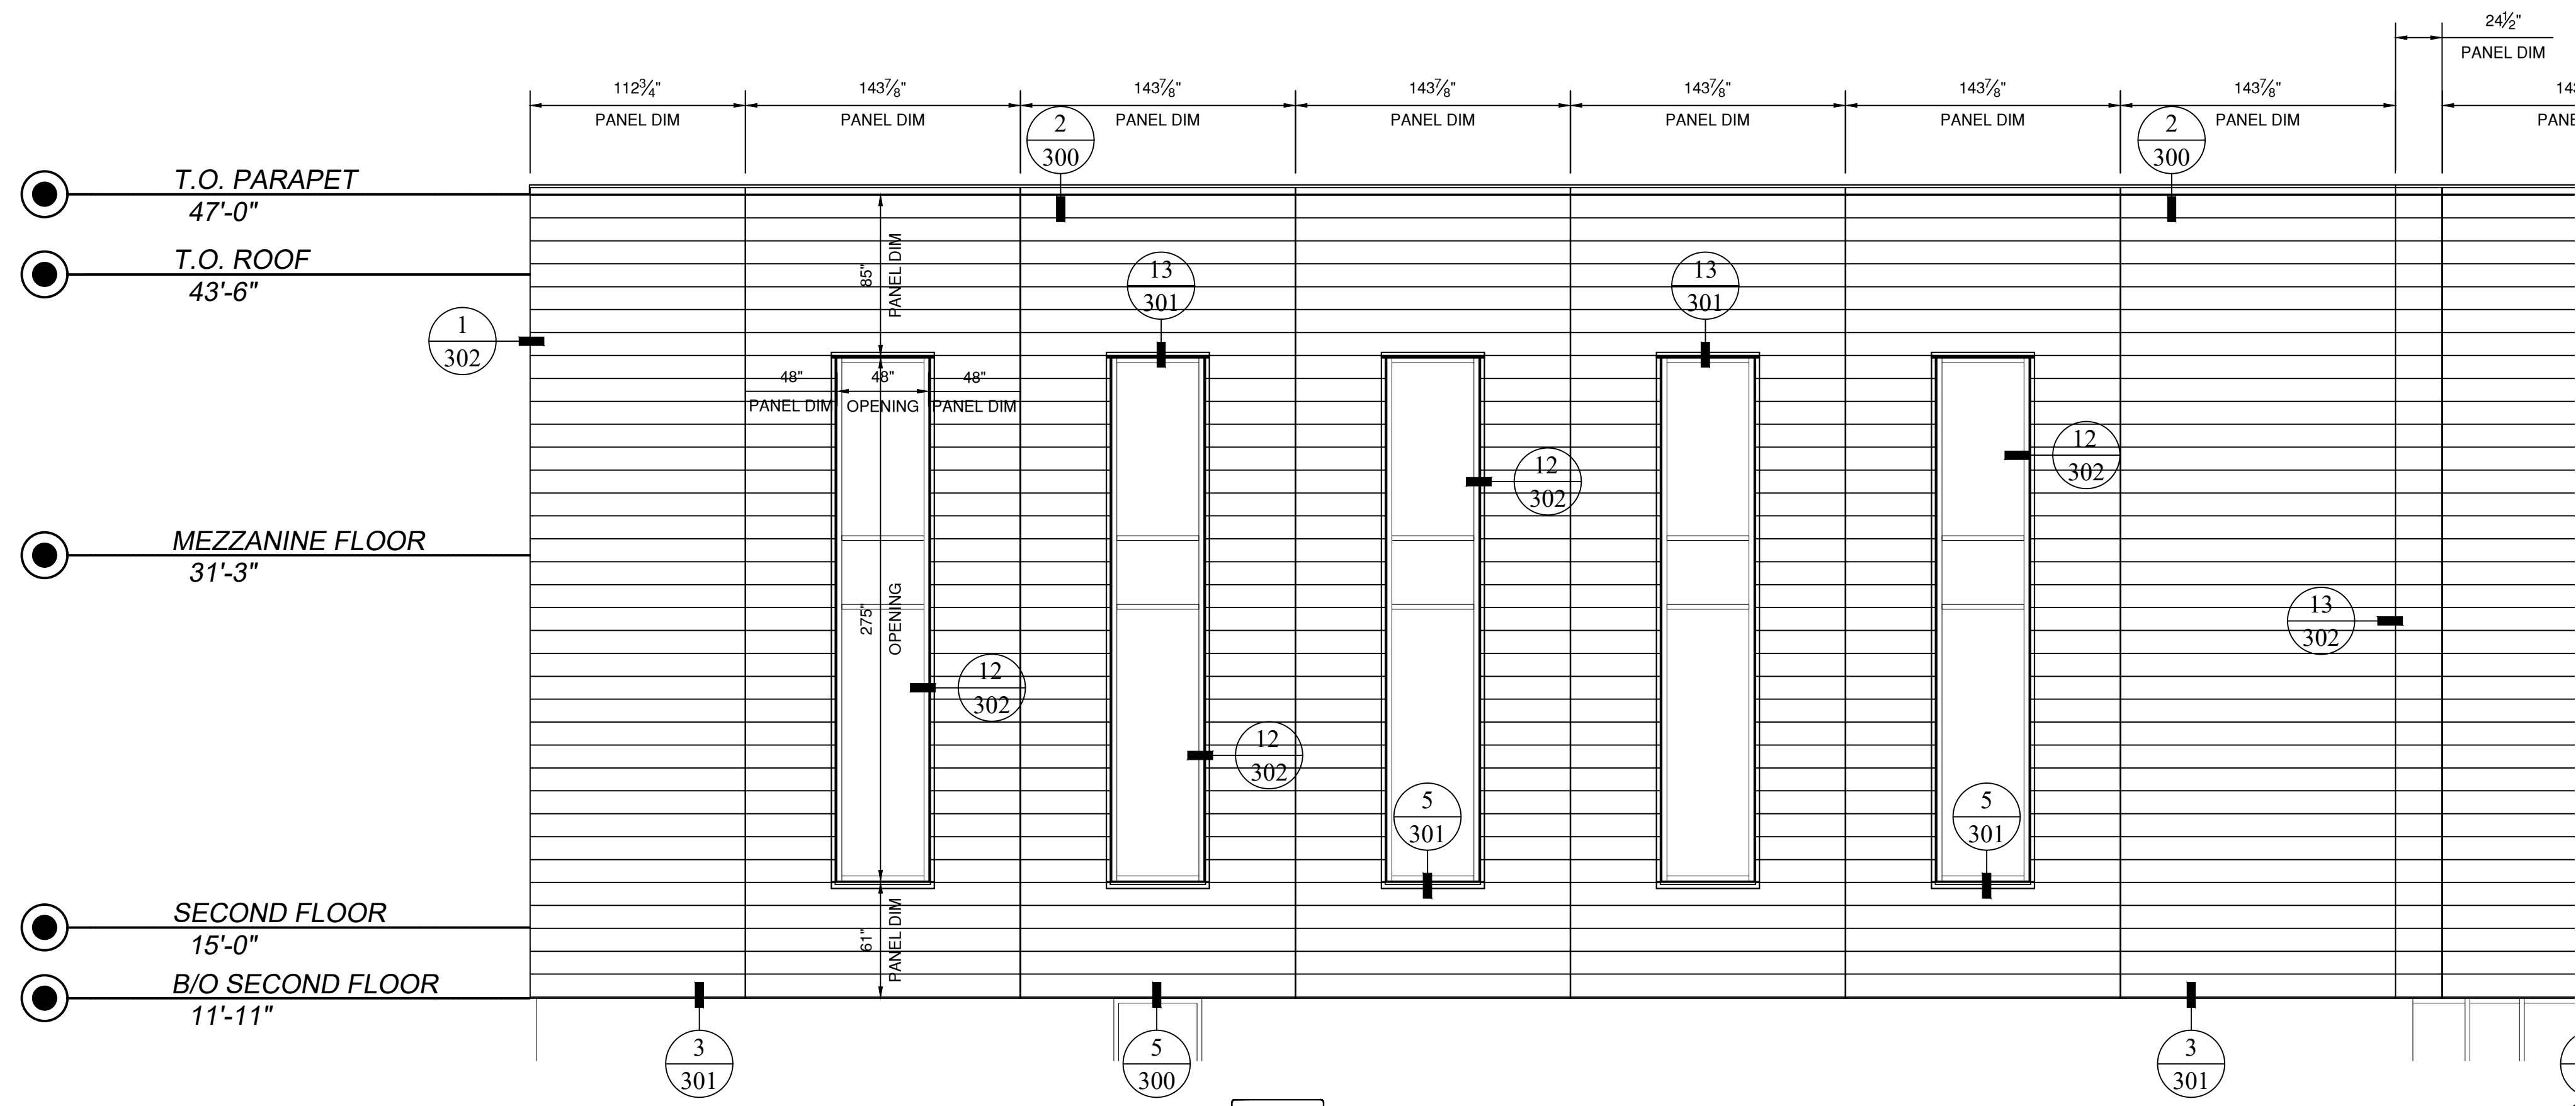 24½"
PANEL DIM
112¾"
PANEL DIM
143⅞"
PANEL DIM
143⅞"
PANEL DIM
143⅞"
PANEL DIM
143⅞"
PANEL DIM
143⅞"
PANEL DIM
143⅞"
PANEL DIM
2
300
2
300
T.O. PARAPET
47'-0"
T.O. ROOF
43'-6"
85"
PANEL DIM
13
301
13
301
1
302
48"
PANEL DIM
48"
OPENING
48"
PANEL DIM
12
302
12
302
MEZZANINE FLOOR
31'-3"
275"
OPENING
13
302
12
302
12
302
5
301
5
301
SECOND FLOOR
15'-0"
61"
PANEL DIM
B/O SECOND FLOOR
11'-11"
3
301
5
300
3
301